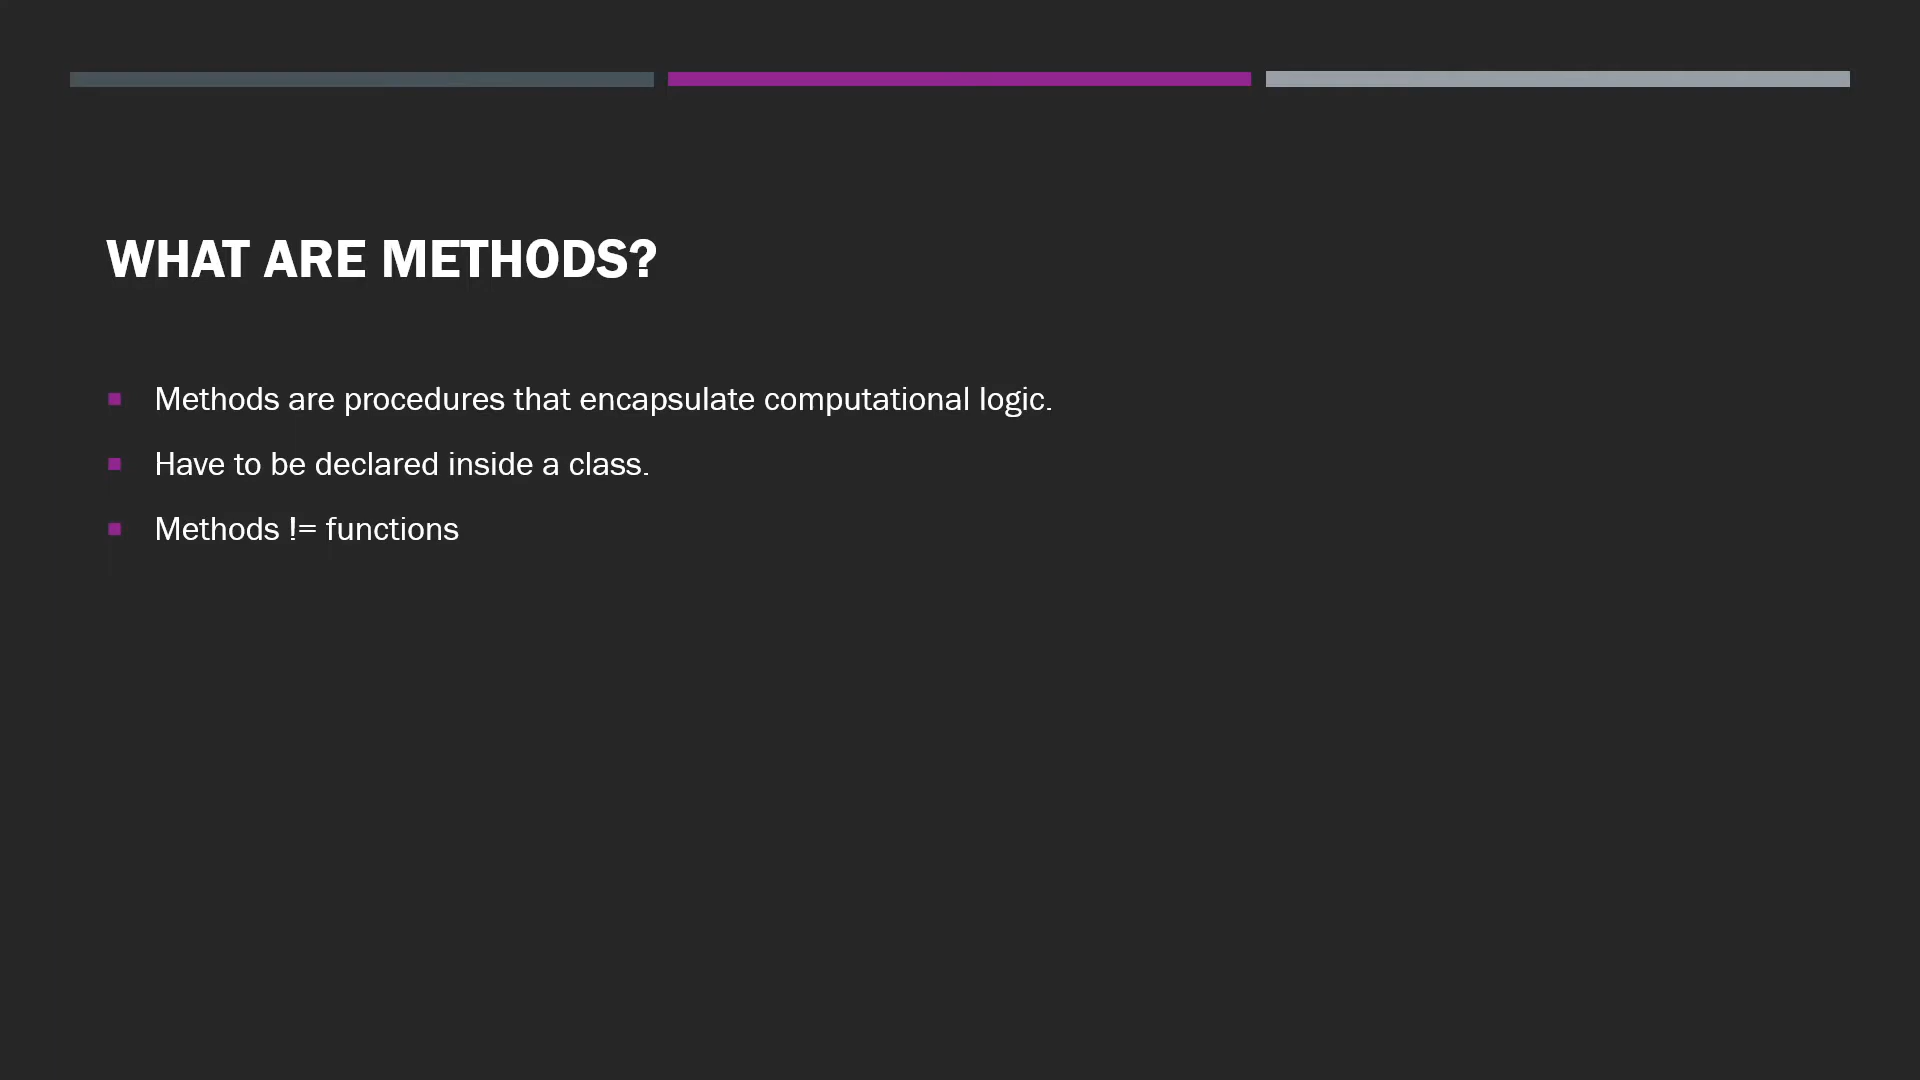 WHAT ARE METHODS?
Methods are procedures that encapsulate computational logic.
Have to be declared inside a class.
Methods != functions